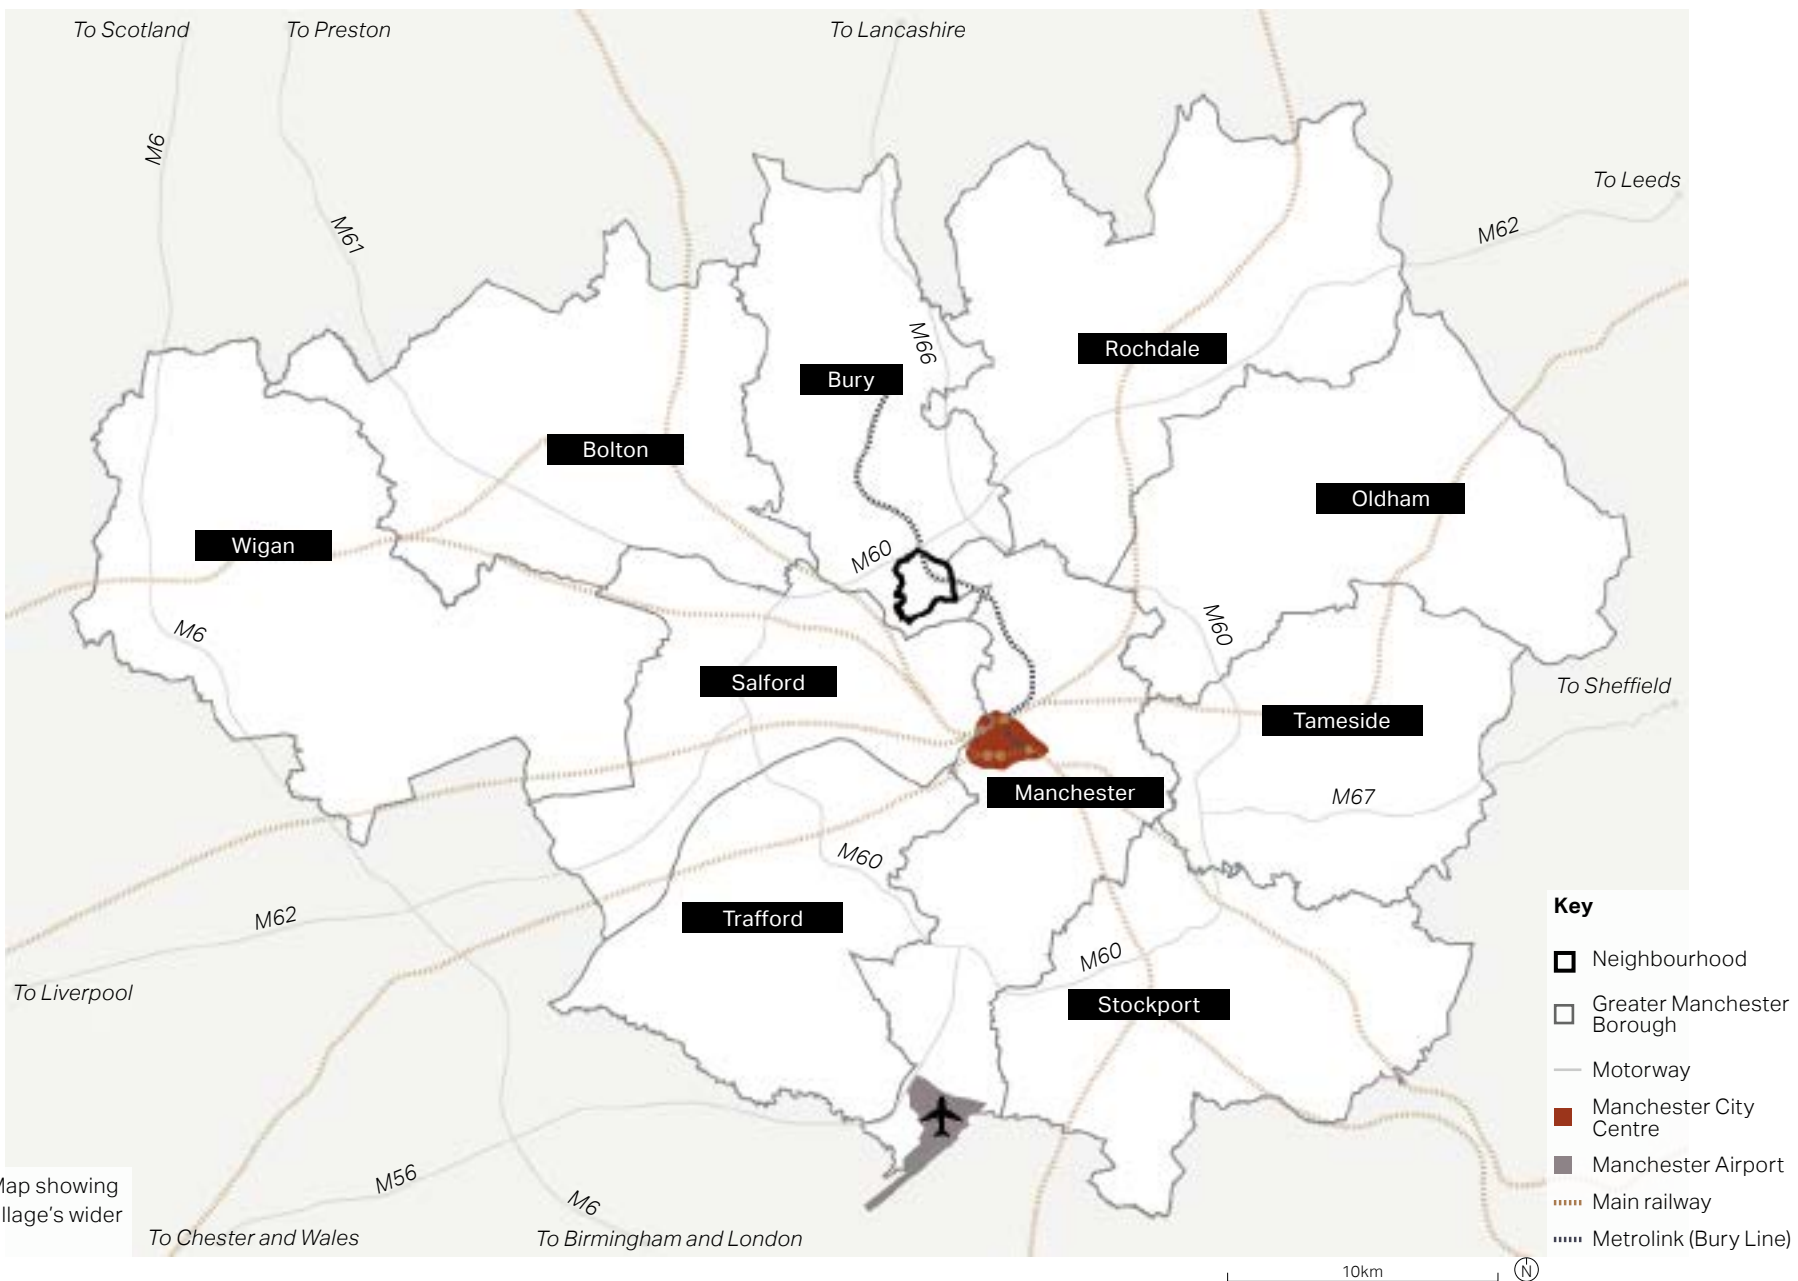 To Scotland
To Preston
To Lancashire
M6
To Leeds
M61
M62
M66
Rochdale
Bury
Bolton
Oldham
Wigan
M60
M6
M60
Salford
To Sheffield
Tameside
Manchester
M67
M60
M62
Trafford
Key
M60
Neighbourhood
To Liverpool
Stockport
Greater Manchester
Borough
Motorway
Manchester City
Centre
Manchester Airport
Map showing
M56
M6
Main railway
llage's wider
To Chester and Wales
To Birmingham and London
Metrolink (Bury Line)
10km
N